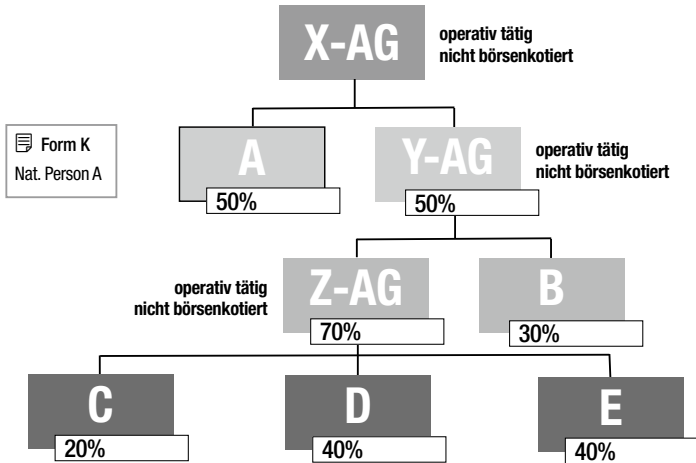 X-AG
operativ tätig
nicht börsenkotiert
Form K
Nat. Person A
A
50%
Y-AG
50%
operativ tätig
nicht börsenkotiert
operativ tätig
nicht börsenkotiert
Z-AG
70%
B
30%
C
20%
D
40%
E
40%